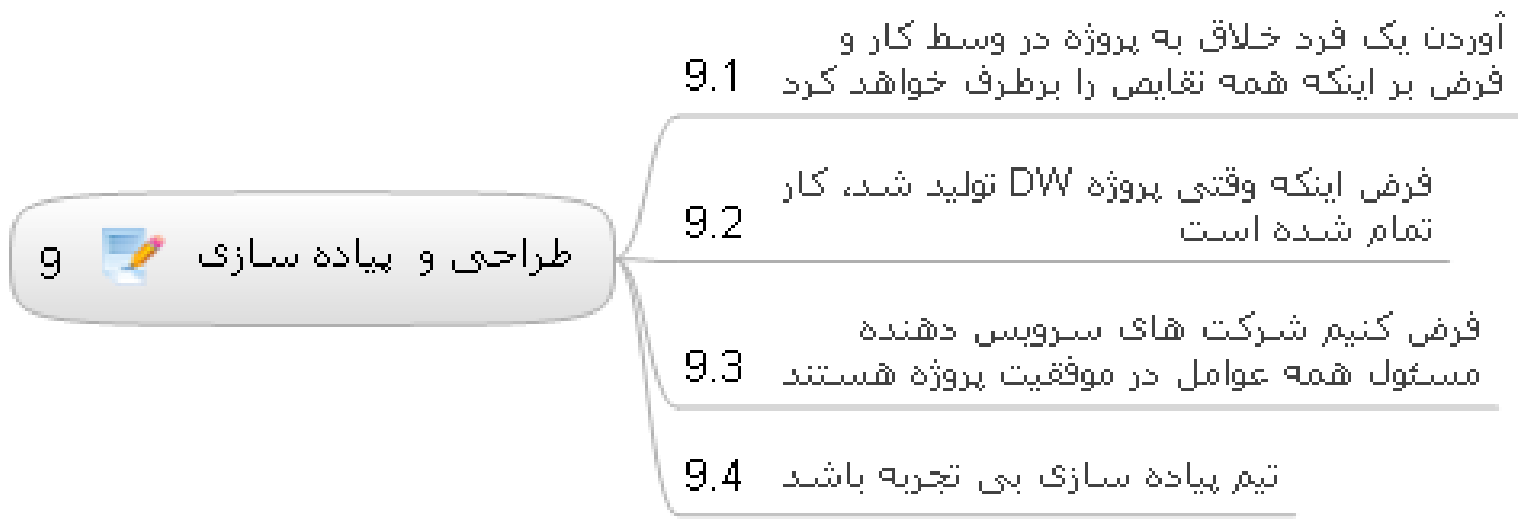 9 طراحی و پیاده سازی
9.1 آوردن یک فرد خلاق به پروژه در وسط کار و
فرض بر اینکه همه نقایص را برطرف خواهد کرد
9.2 فرض اینکه وقتی پروژه DW تولید شد، کار
تمام شده است
9.3 فرض کنیم شرکت های سرویس دهنده
مسئول همه عوامل در موفقیت پروژه هستند
9.4 تیم پیاده سازی بی تجربه باشد